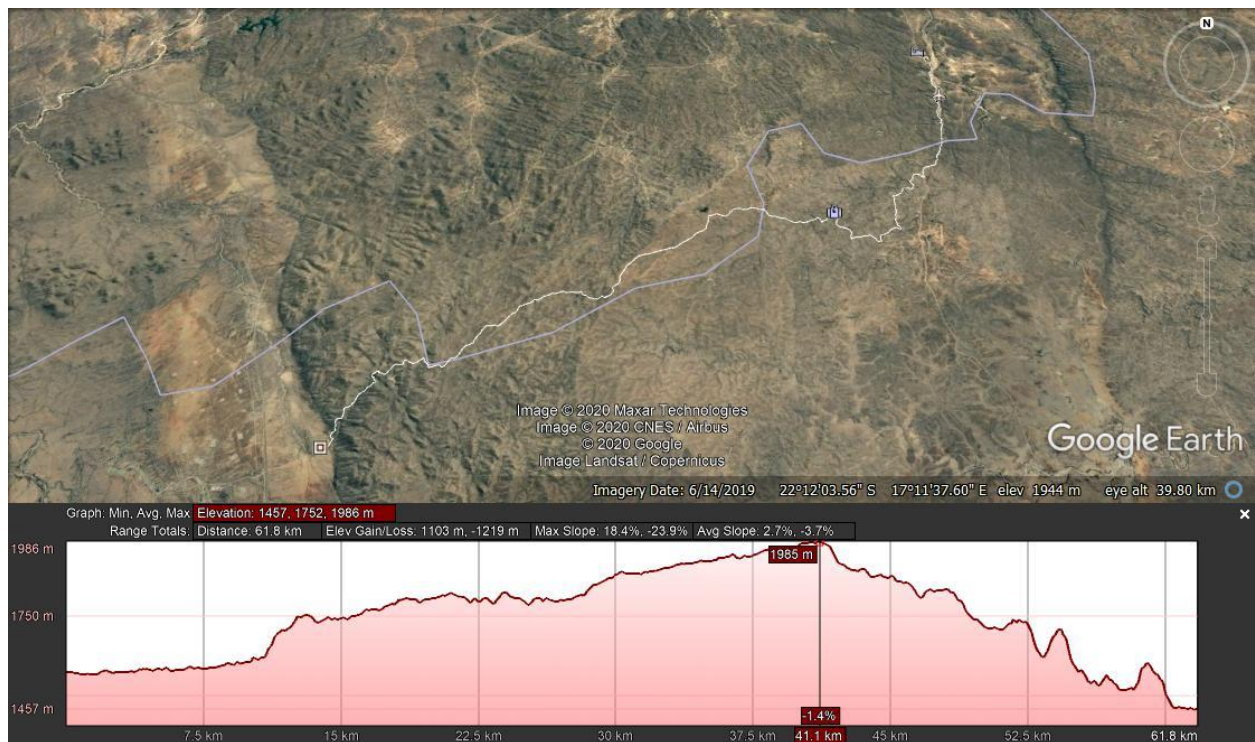 N
Image © 2020 Maxar Technologies
Image © 2020 CNES / Airbus
© 2020 Google
Image Landsat / Copernicus
Google Earth
Imagery Date: 6/14/2019 22°12'03.56" S 17°11'37.60" E elev 1944 m eye alt 39.80 km
Graph: Min, Avg, Max Elevation: 1457, 1752, 1986 m
Range Totals: Distance: 61.8 km Elev Gain/Loss: 1103 m, -1219 m Max Slope: 18.4%, -23.9% Avg Slope: 2.7%, -3.7%
1986 m
1985 m
1750 m
1457 m
-1.4%
7.5 km 15 km 22.5 km 30 km 37.5 km 41.1 km 45 km 52.5 km 61.8 km